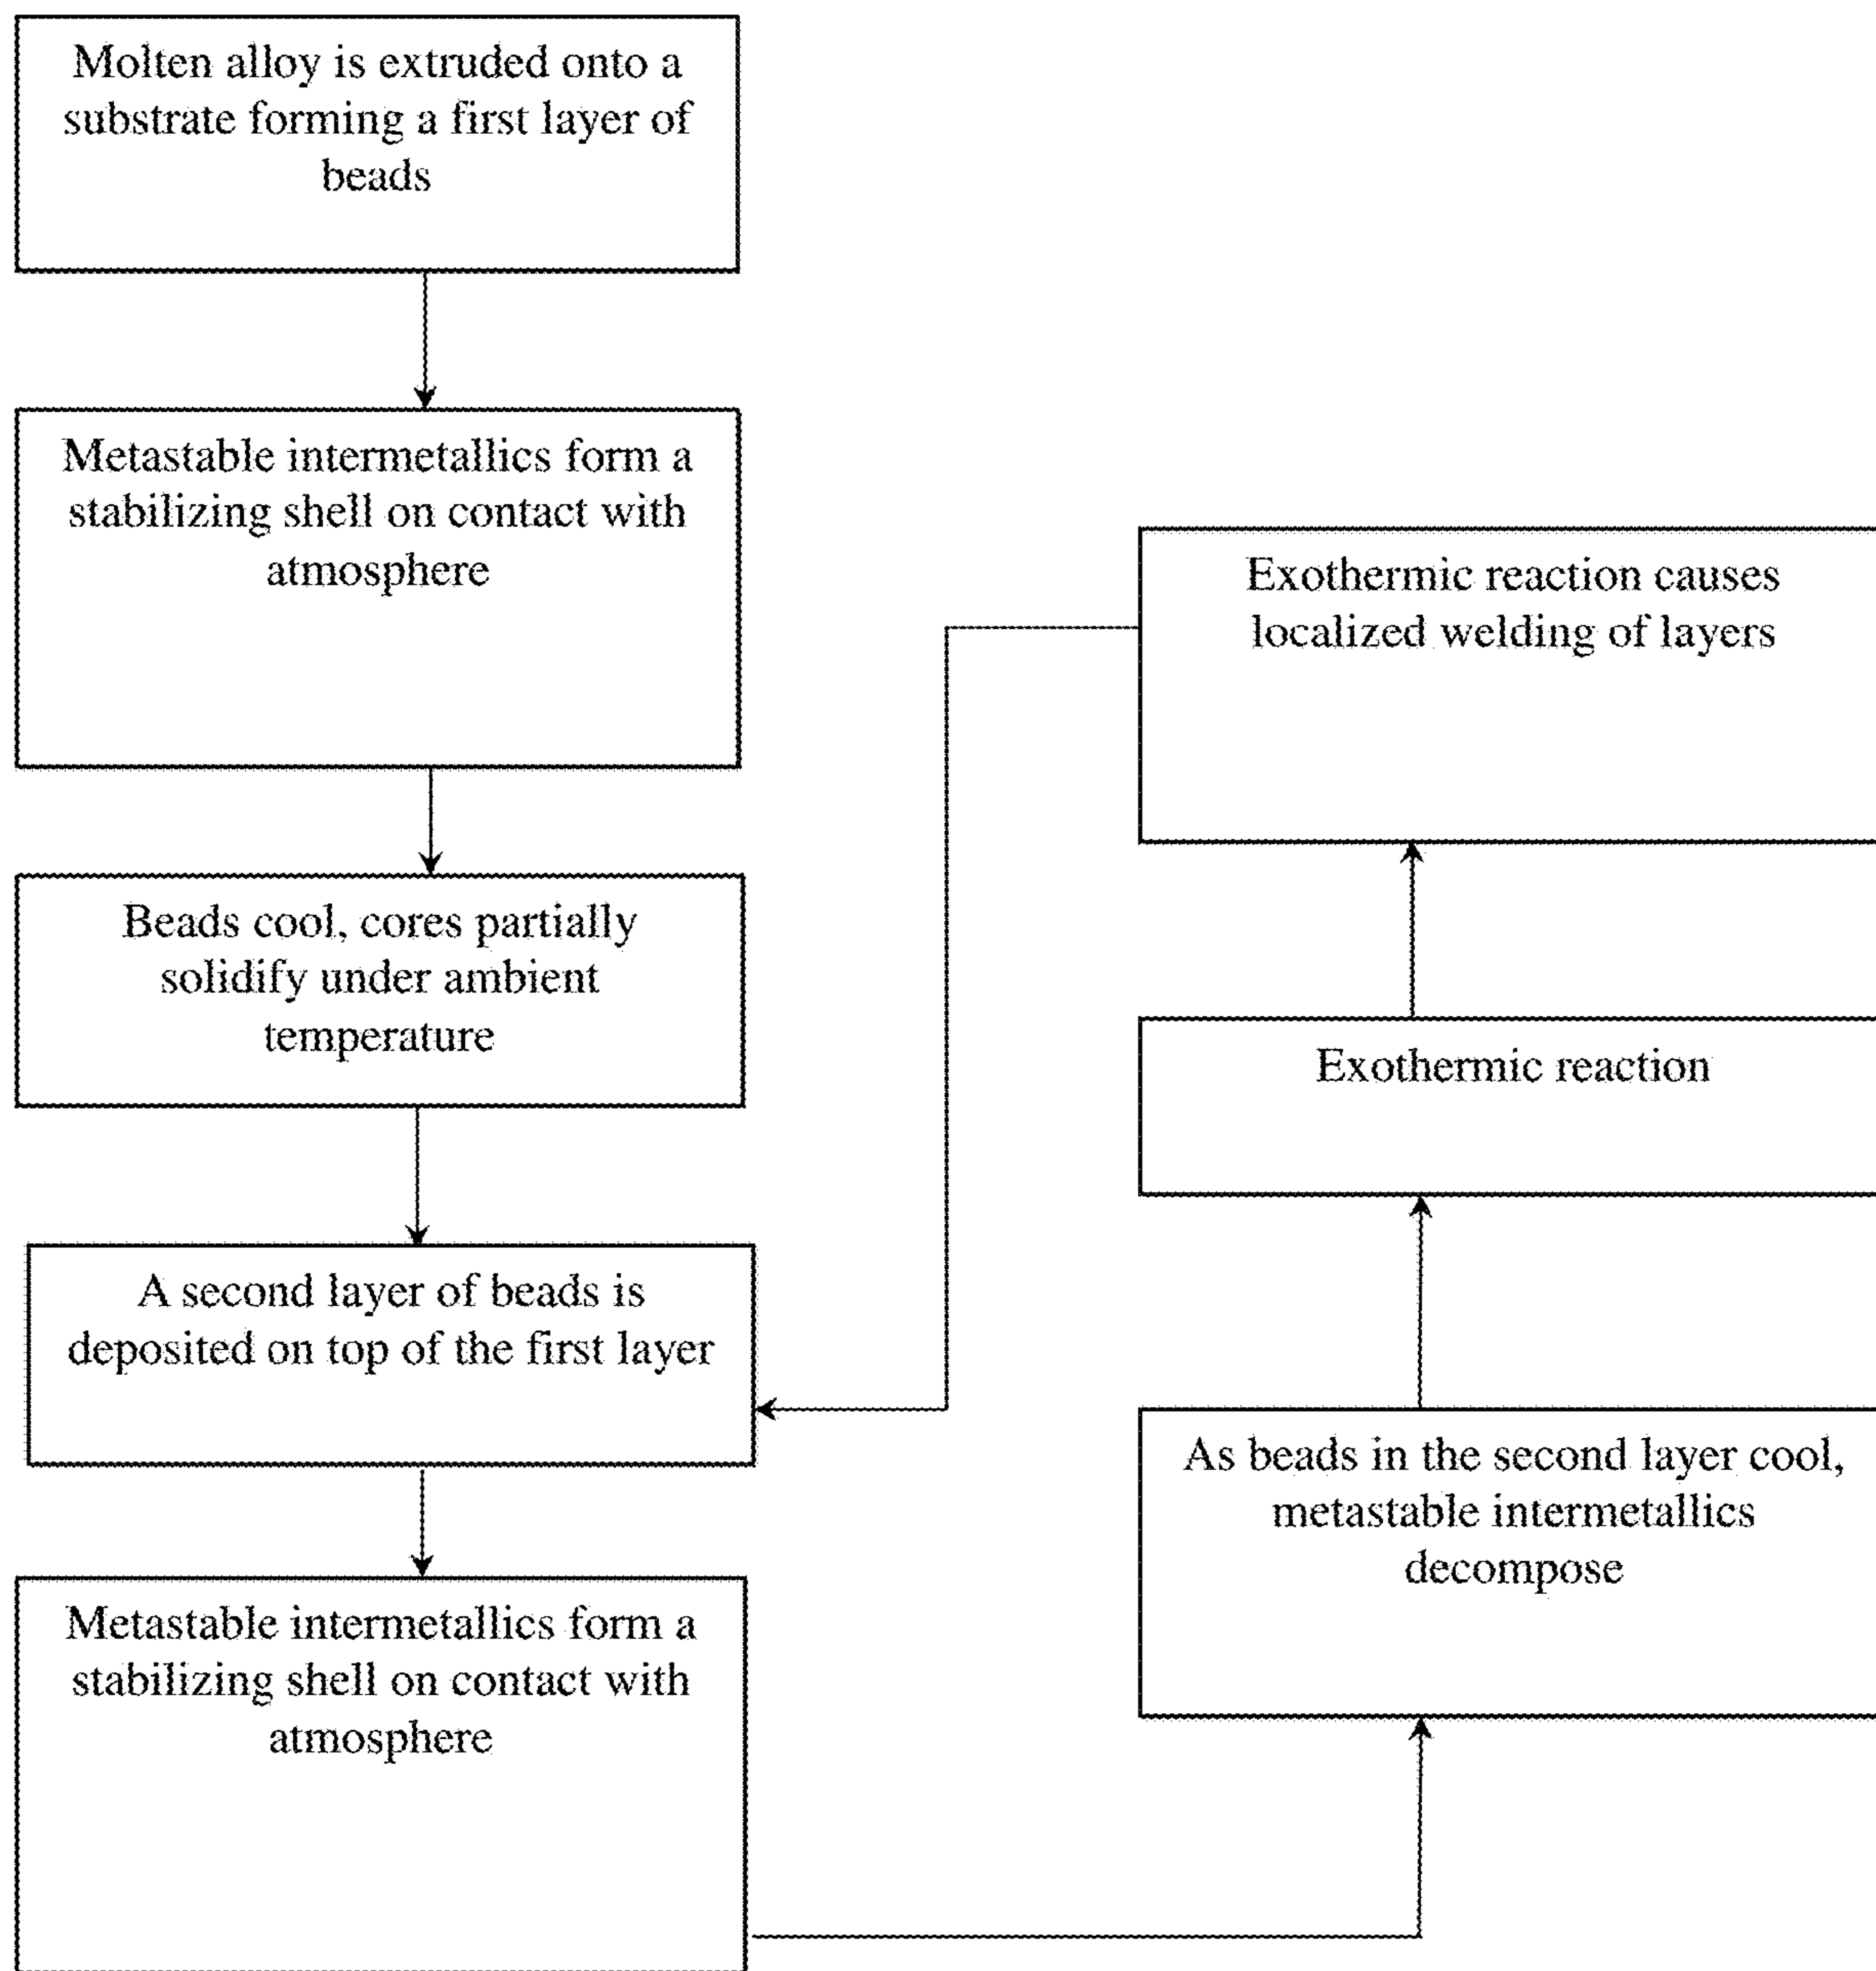 Molten alloy is extruded onto a
substrate forming a first layer of
beads
Metastable intermetallics form a
stabilizing shell on contact with
atmosphere
Beads cool, cores partially
solidify under ambient
temperature
A second layer of beads is
deposited on top of the first layer
Metastable intermetallics form a
stabilizing shell on contact with
atmosphere
As beads in the second layer cool,
metastable intermetallics
decompose
Exothermic reaction
Exothermic reaction causes
localized welding of layers